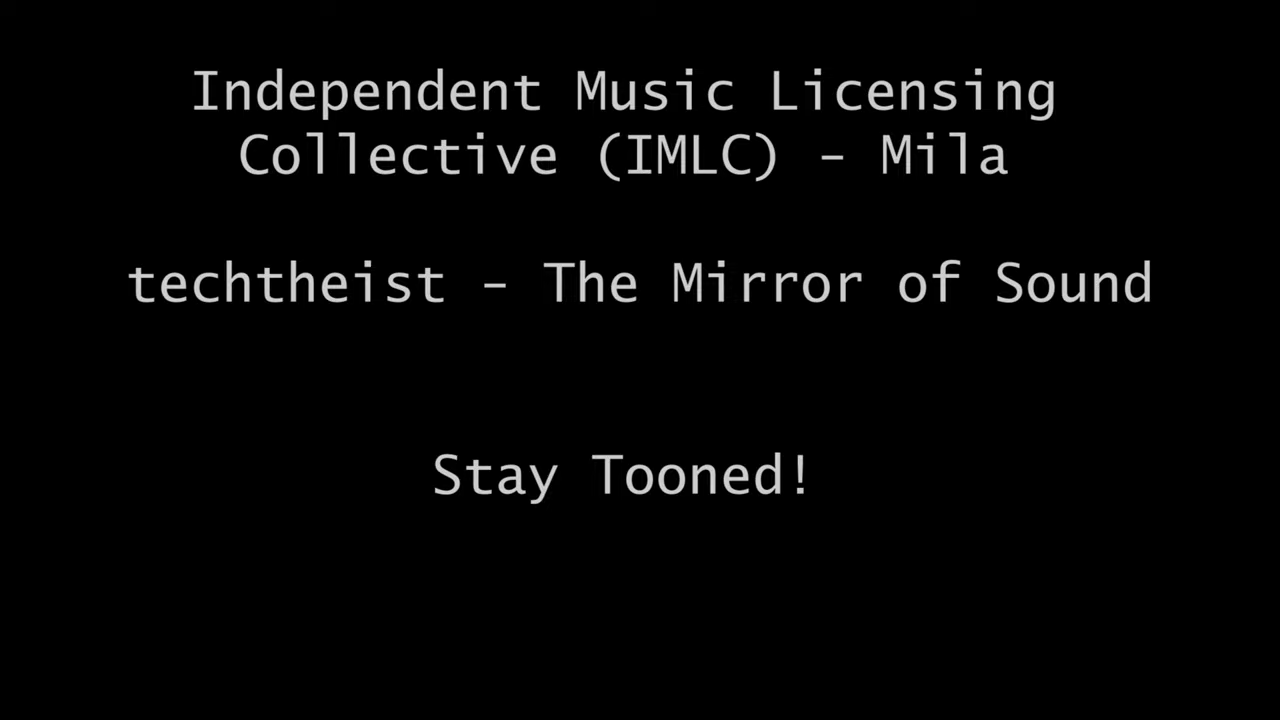 Independent Music Licensing
Collective (IMLC) - Mila
techtheist - The Mirror of Sound
Stay Tooned!